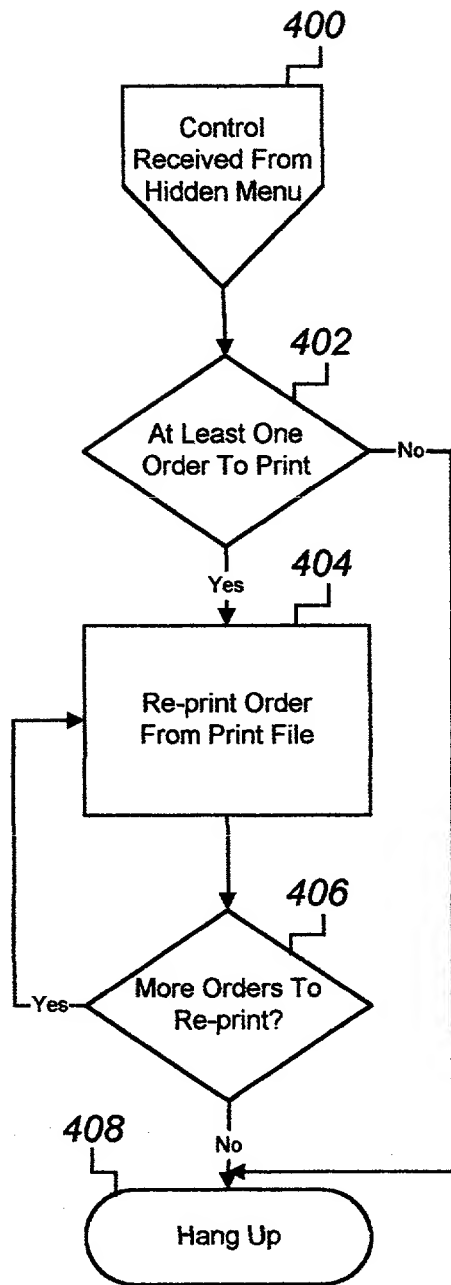 400
Control
Received From
Hidden Menu
402
At Least One
Order To Print
No
Yes
404
Re-print Order
From Print File
406
More Orders To
Re-print?
Yes
No
408
Hang Up